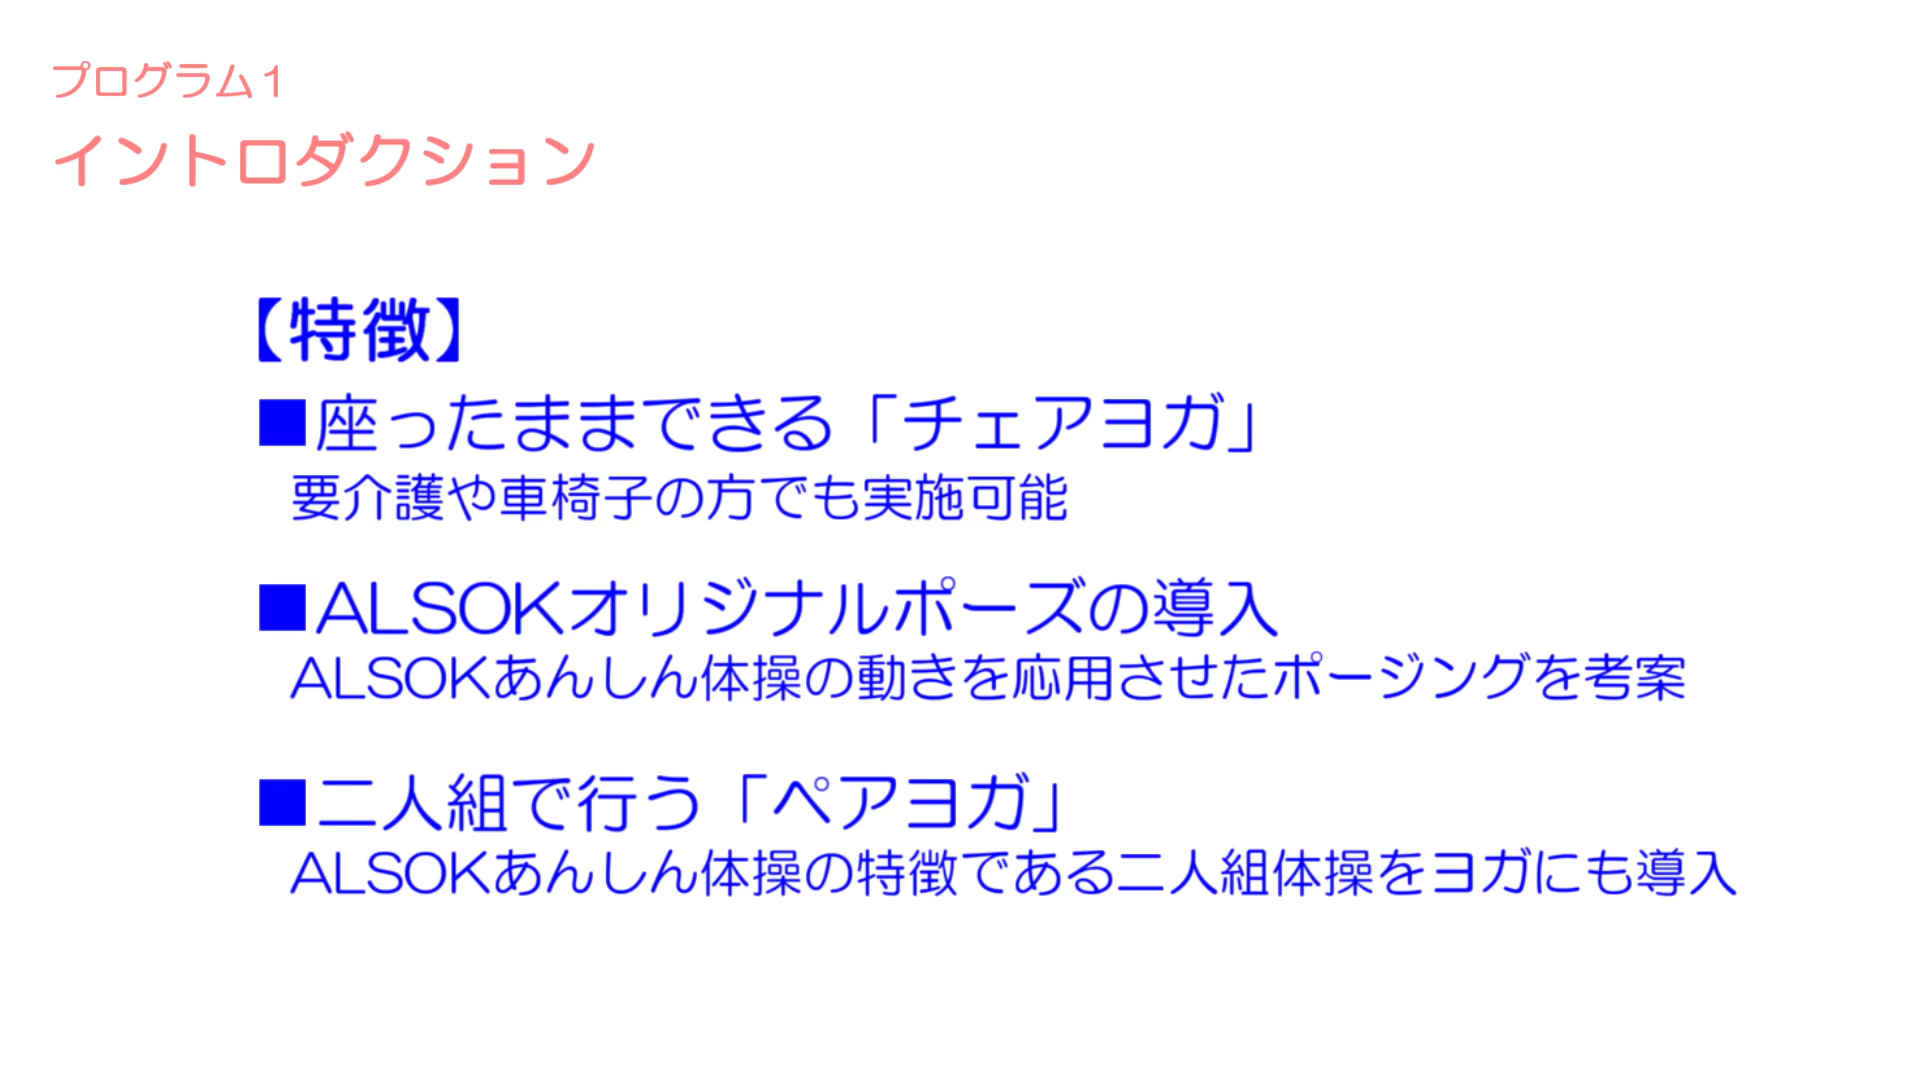 プログラム１
イントロダクション
【特徴】
■座ったままできる「チェアヨガ」
要介護や車椅子の方でも実施可能
■ALSOKオリジナルポーズの導入
ALSOKあんしん体操の動きを応用させたポージングを考案
■二人組で行う「ペアヨガ」
ALSOKあんしん体操の特徴である二人組体操をヨガにも導入